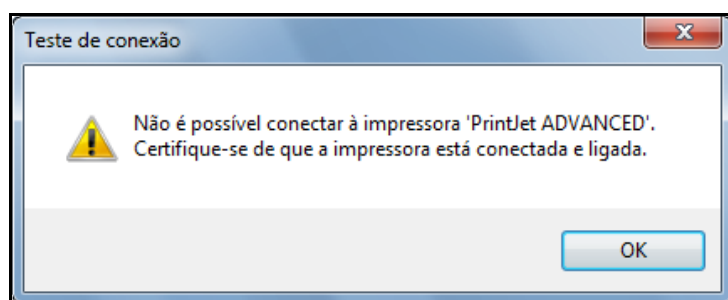 Teste de conexão
Não é possível conectar à impressora 'PrintJet ADVANCED'.
Certifique-se de que a impressora está conectada e ligada.
OK